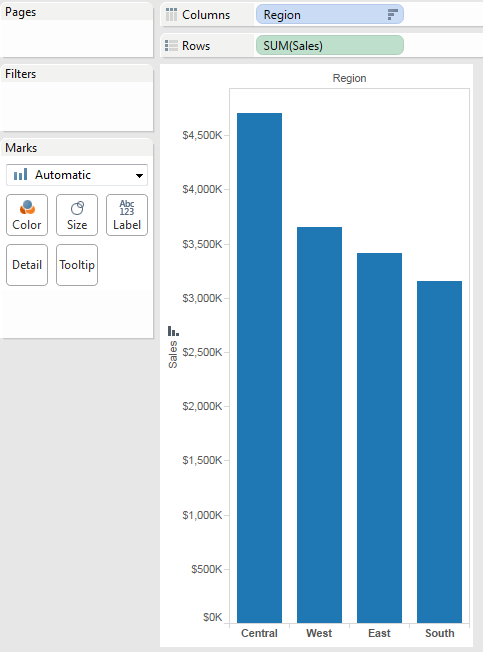 Pages
Columns
Region
Rows
SUM(Sales)
Filters
Marks
Automatic
Color
Size
Abc
123
Label
Detail
Tooltip
Region
Sales
$4,500K
$4,000K
$3,500K
$3,000K
$2,500K
$2,000K
$1,500K
$1,000K
$500K
$0K
Central West East South